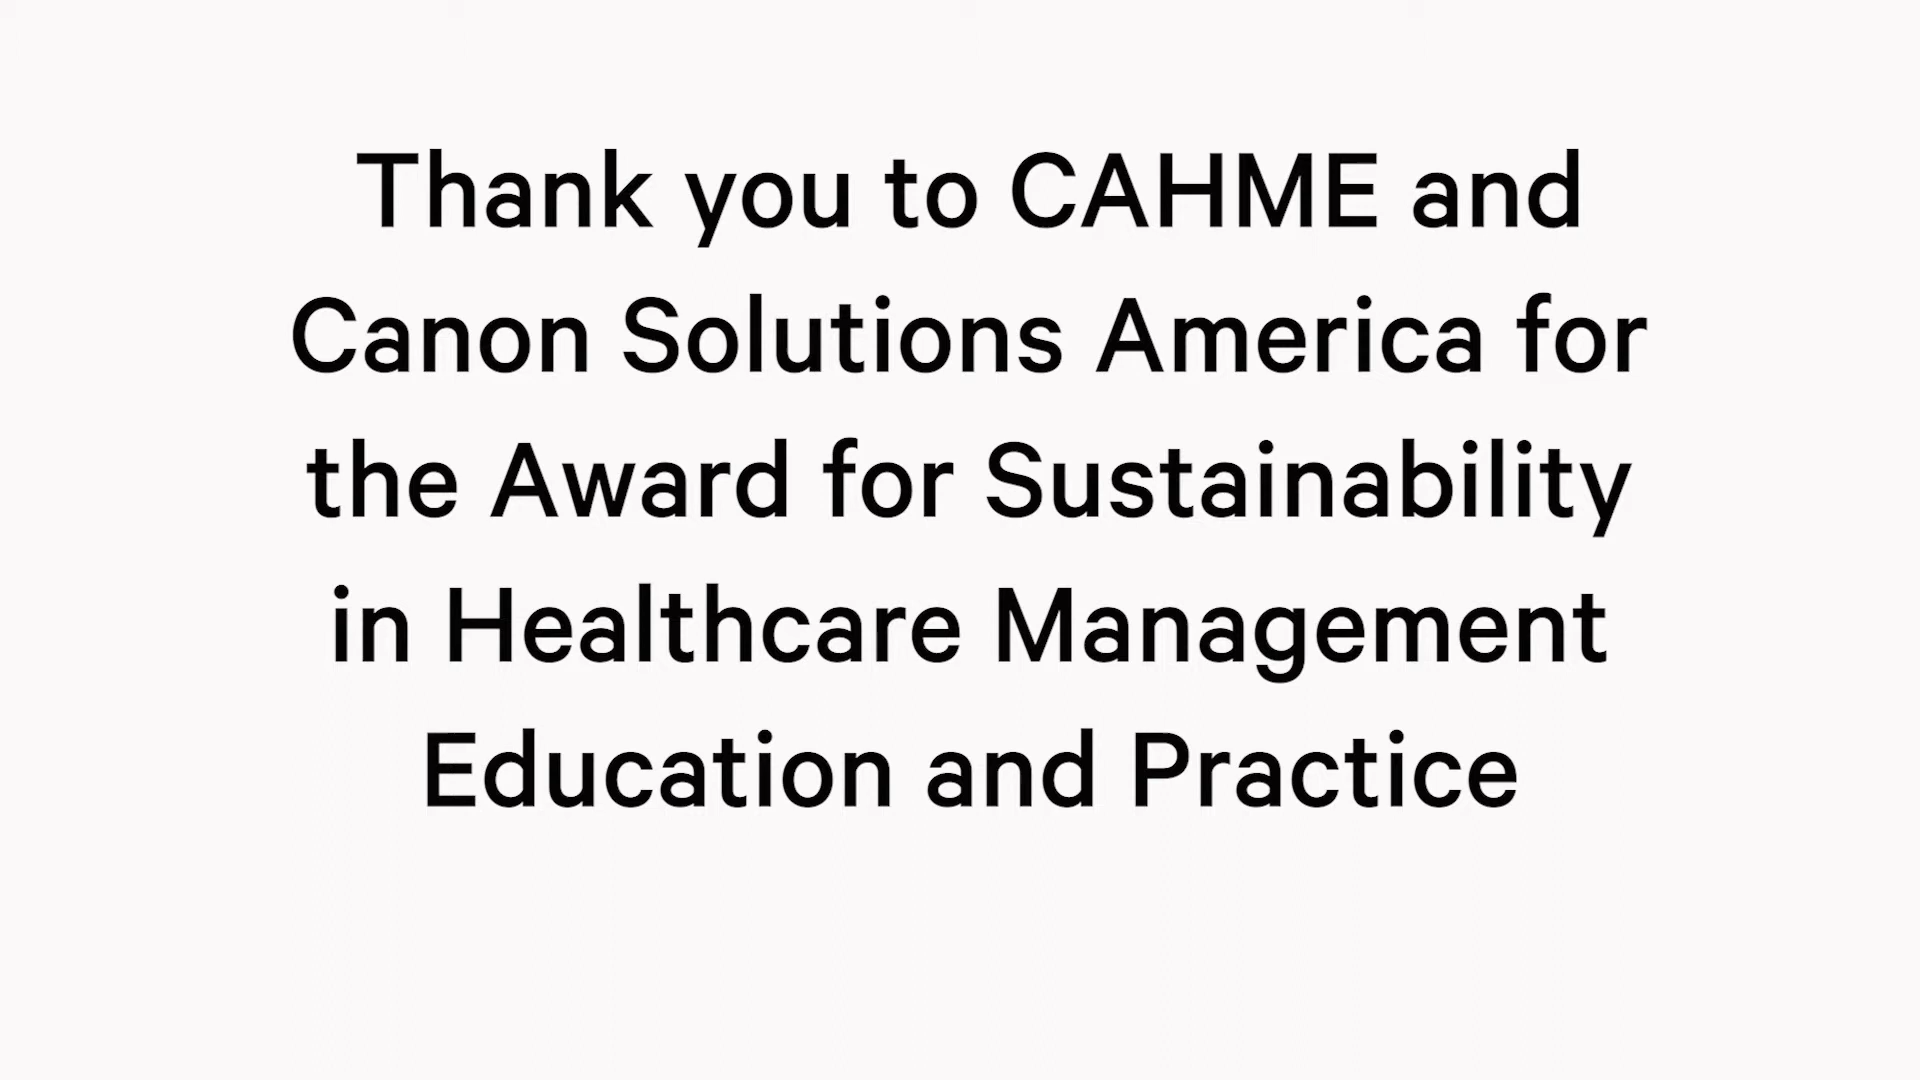 Thank you to CAHME and
Canon Solutions America for
the Award for Sustainability
in Healthcare Management
Education and Practice